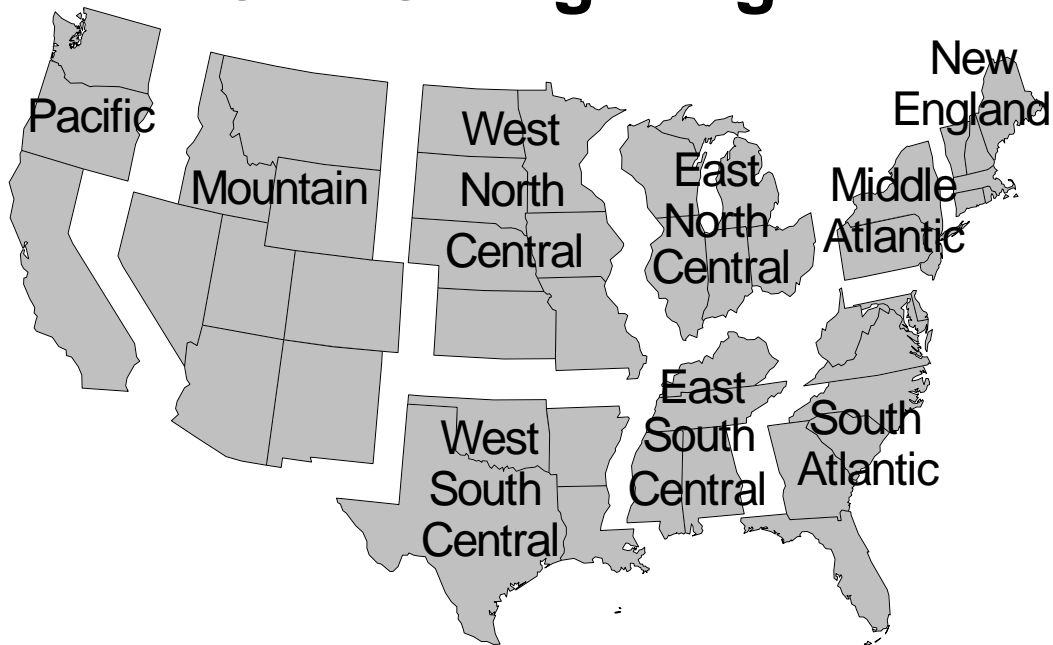 Pacific
Mountain
West
North
Central
East
North
Central
New
England
Middle
Atlantic
West
South
Central
East
South
Central
South
Atlantic